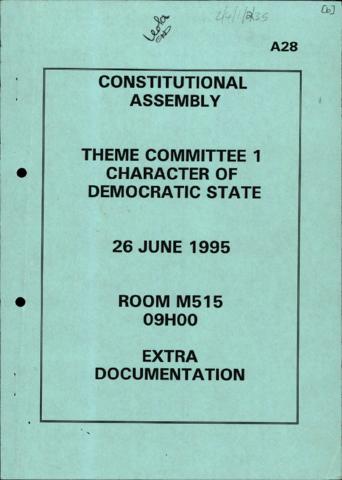 [b]
A28
CONSTITUTIONAL
ASSEMBLY
THEME COMMITTEE 1
CHARACTER OF
DEMOCRATIC STATE
26 JUNE 1995
ROOM M515
09H00
EXTRA
DOCUMENTATION